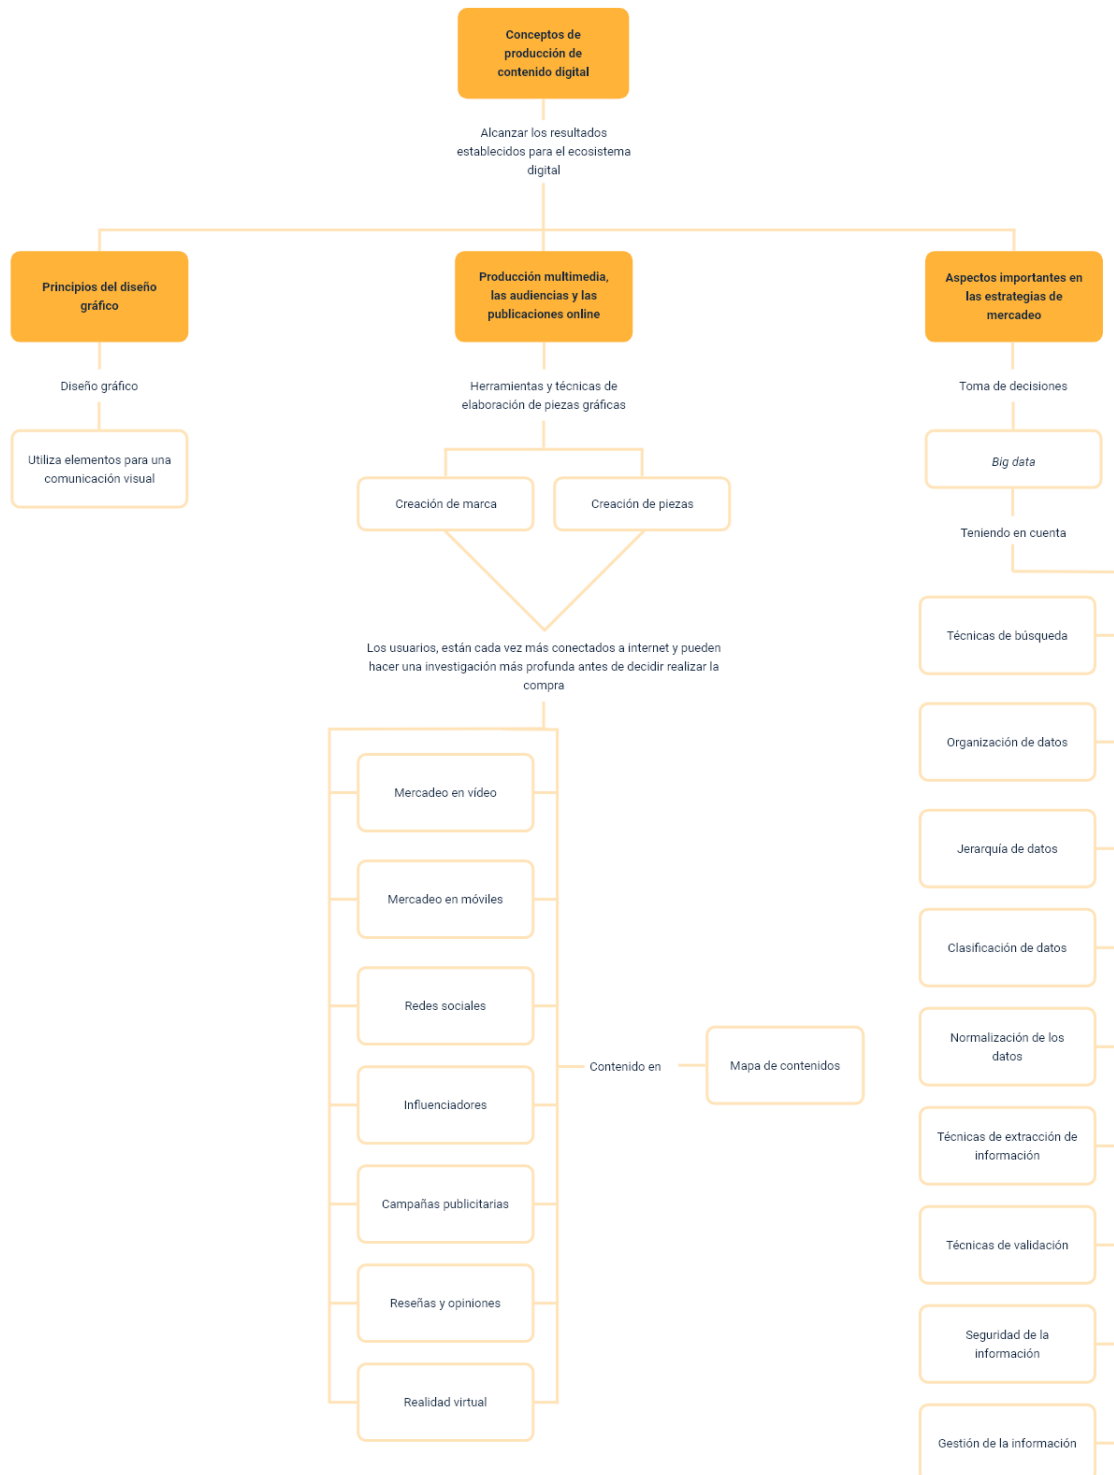 Conceptos de
producción de
contenido digital
Alcanzar los resultados
establecidos para el ecosistema
digital
Principios del diseño
gráfico
Diseño gráfico
Utiliza elementos para una
comunicación visual
Producción multimedia,
las audiencias y las
publicaciones online
Herramientas y técnicas de
elaboración de piezas gráficas
Creación de marca
Creación de piezas
Los usuarios, están cada vez más conectados a internet y pueden
hacer una investigación más profunda antes de decidir realizar la
compra
Mercadeo en vídeo
Mercadeo en móviles
Redes sociales
Influenciadores
Campañas publicitarias
Reseñas y opiniones
Realidad virtual
Contenido en
Mapa de contenidos
Aspectos importantes en
las estrategias de
mercadeo
Toma de decisiones
Big data
Teniendo en cuenta
Técnicas de búsqueda
Organización de datos
Jerarquía de datos
Clasificación de datos
Normalización de los
datos
Técnicas de extracción de
información
Técnicas de validación
Seguridad de la
información
Gestión de la información